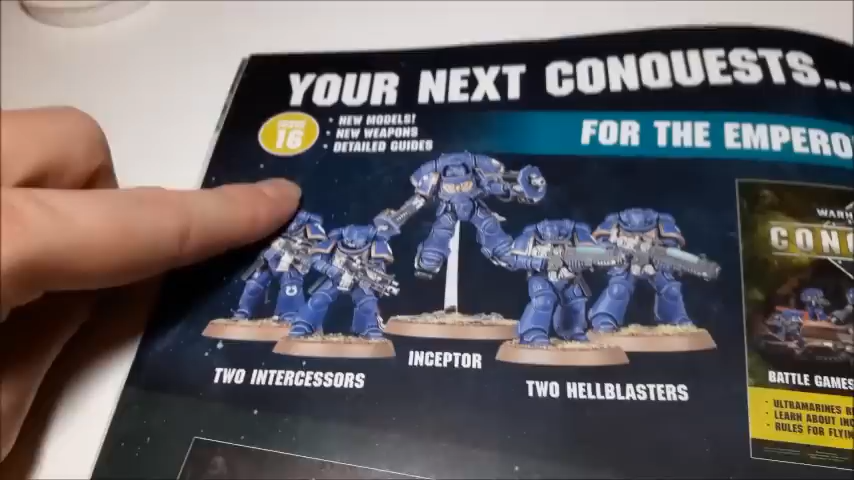 YOUR NEXT CONQUESTS...
ISSUE
16
• NEW MODELS!
• NEW WEAPONS
• DETAILED GUIDES
FOR THE EMPERO
WARH
CON
TWO INTERCESSORS
INCEPTOR
TWO HELLBLASTERS
BATTLE GAMES
• ULTRAMARINES R
• LEARN ABOUT INC
• RULES FOR FLYIN